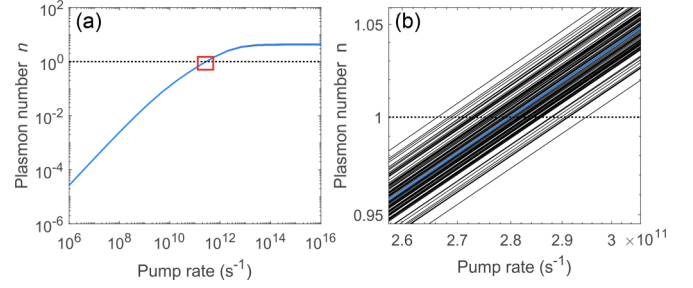 (a)
Plasmon number n
10^2
10^0
10^-2
10^-4
10^-6
10^6 10^8 10^10 10^12 10^14 10^16
Pump rate (s^-1)
(b)
Plasmon number n
1.05
1
0.95
2.6 2.7 2.8 2.9 3 × 10^11
Pump rate (s^-1)